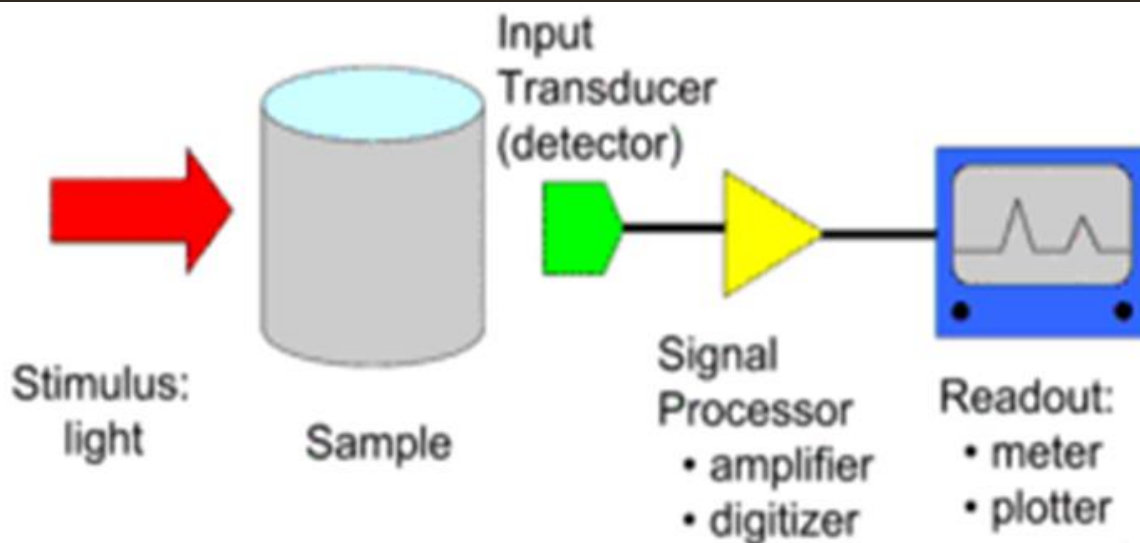 Input
Transducer
(detector)
Stimulus:
light
Sample
Signal
Processor
• amplifier
• digitizer
Readout:
• meter
• plotter